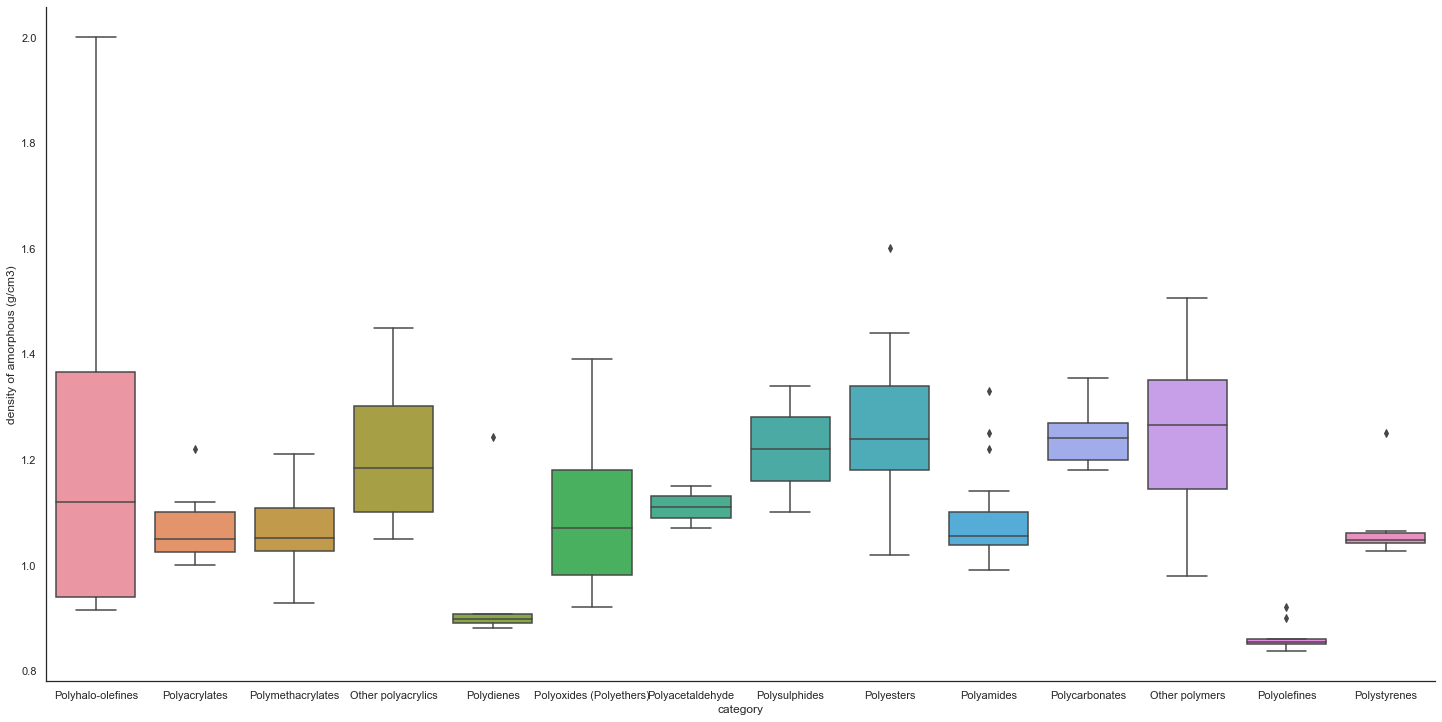 2.0
1.8
1.6
1.4
1.2
1.0
0.8
density of amorphous (g/cm3)
Polyhalo-olefines Polyacrylates Polymethacrylates Other polyacrylics Polydienes Polyoxides (Polyethers) Polyacetaldehyde Polysulphides Polyesters Polyamides Polycarbonates Other polymers Polyolefines Polystyrenes
category